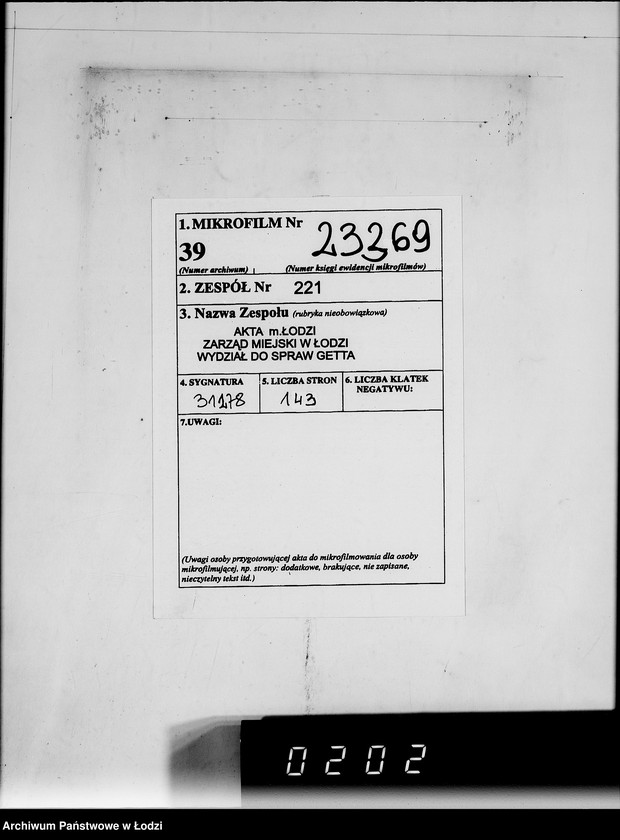 1. MIKROFILM Nr
39 23269
(Numer archiwum) (Numer księgi ewidencji mikrofilmów)
2. ZESPÓŁ Nr 221
3. Nazwa Zespołu (rubryka nieobowiązkowa)
AKTA m.ŁODZI
ZARZĄD MIEJSKI W ŁODZI
WYDZIAŁ DO SPRAW GETTA
4. SYGNATURA 5. LICZBA STRON 6. LICZBA KLATEK
NEGATYWU:
31278 143
7.UWAGI:
(Uwagi osoby przygotowującej akta do mikrofilmowania dla osoby
mikrofilmującej, np. strony: dodatkowe, brakujące, nie zapisane,
nieczytelny tekst itd.)
0202
Archiwum Państwowe w Łodzi